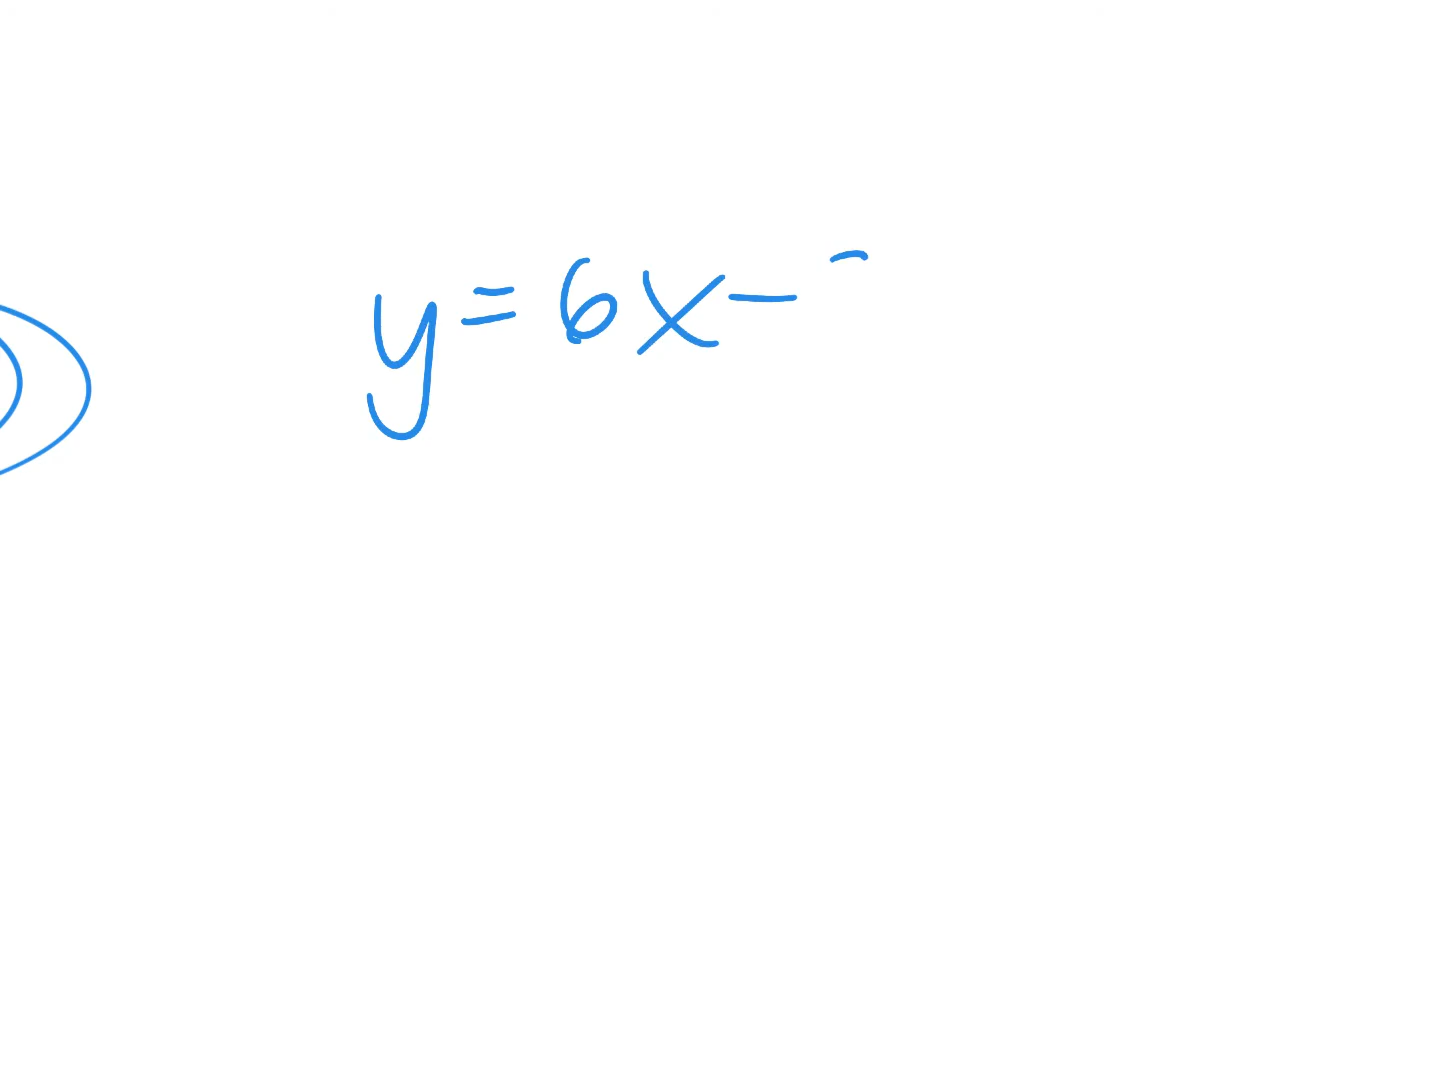 y = 6x -